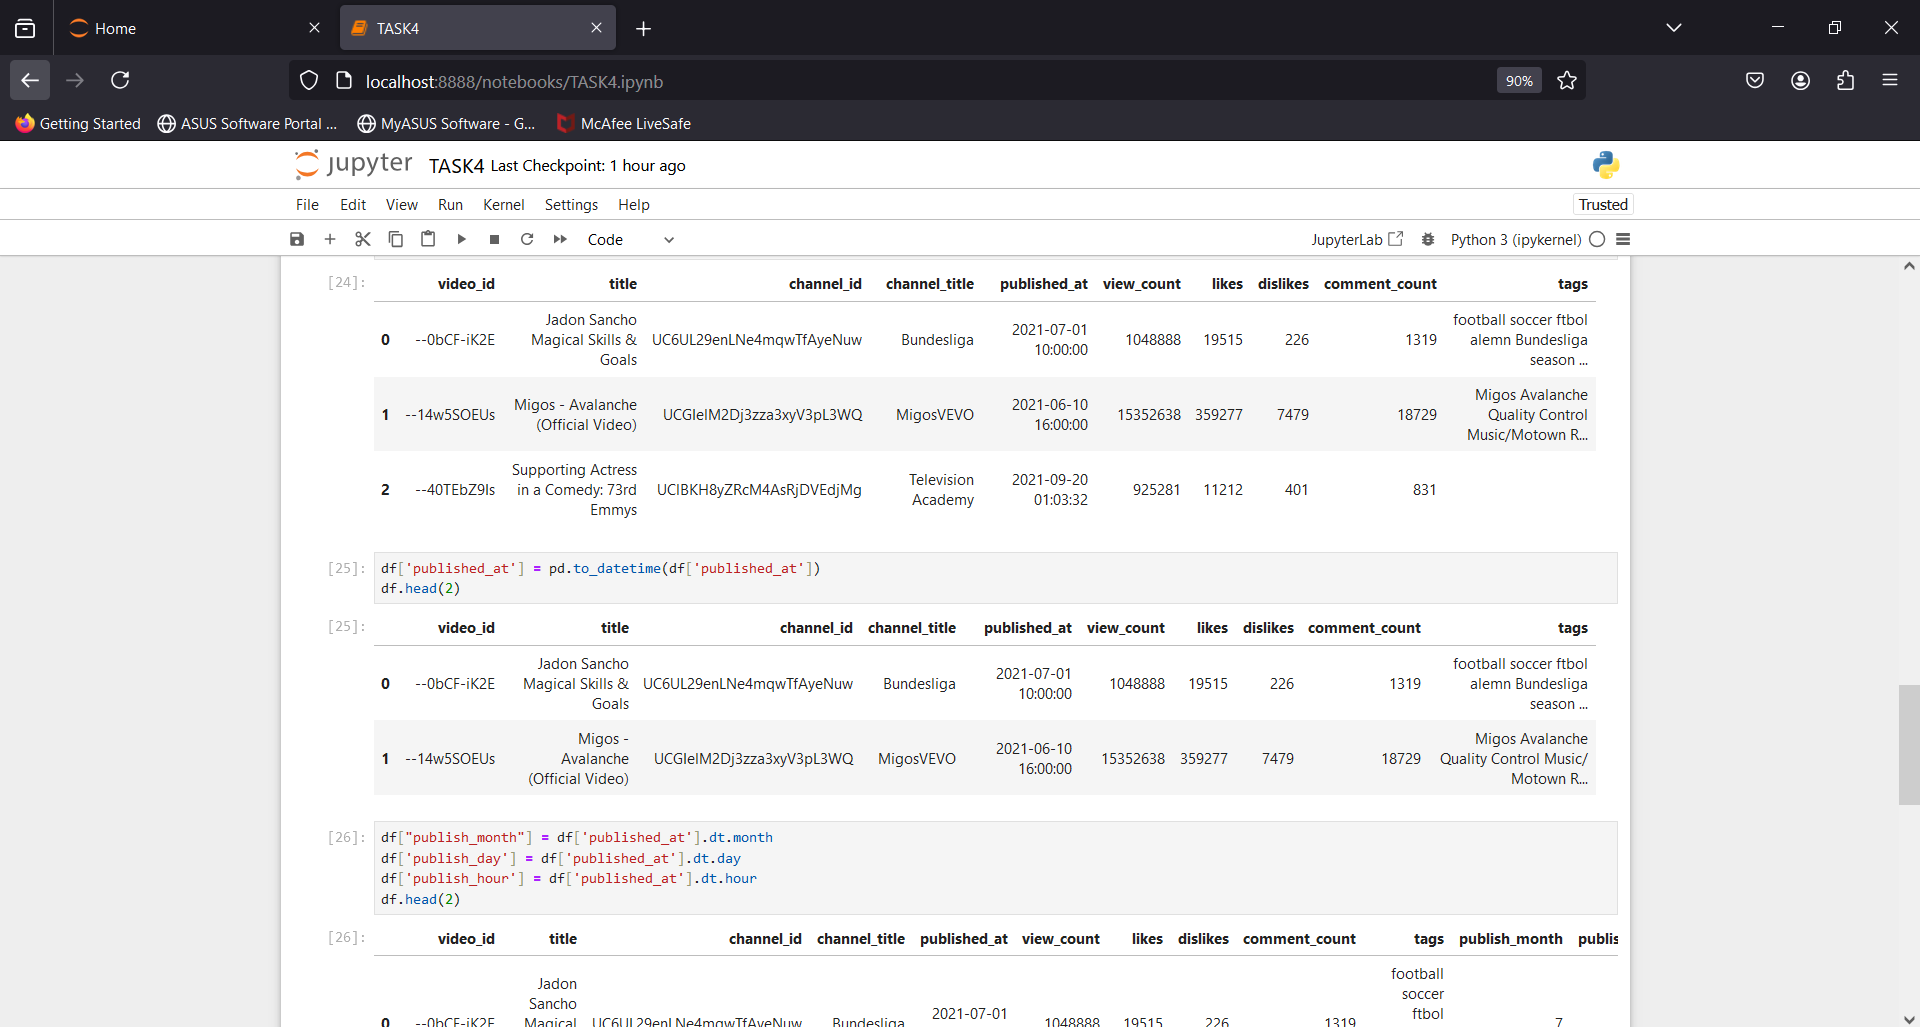 Home
TASK4
localhost:8888/notebooks/TASK4.ipynb
90%
Getting Started
ASUS Software Portal ...
MyASUS Software - G...
McAfee LiveSafe
jupyter TASK4 Last Checkpoint: 1 hour ago
File Edit View Run Kernel Settings Help
Trusted
Code
JupyterLab
Python 3 (ipykernel)
[24]:
video_id title channel_id channel_title published_at view_count likes dislikes comment_count tags
0 --0bCF-iK2E Jadon Sancho Magical Skills & Goals UC6UL29enLNe4mqwTfAyeNuw Bundesliga 2021-07-01 10:00:00 1048888 19515 226 1319 football soccer ftbol alemn Bundesliga season ...
1 --14w5SOEUs Migos - Avalanche (Official Video) UCGIelM2Dj3zza3xyV3pL3WQ MigosVEVO 2021-06-10 16:00:00 15352638 359277 7479 18729 Migos Avalanche Quality Control Music/Motown R...
2 --40TEbZ9Is Supporting Actress in a Comedy: 73rd Emmys UClBKH8yZRcM4AsRjDVEdjMg Television Academy 2021-09-20 01:03:32 925281 11212 401 831
[25]:
df['published_at'] = pd.to_datetime(df['published_at'])
df.head(2)
[25]:
video_id title channel_id channel_title published_at view_count likes dislikes comment_count tags
0 --0bCF-iK2E Jadon Sancho Magical Skills & Goals UC6UL29enLNe4mqwTfAyeNuw Bundesliga 2021-07-01 10:00:00 1048888 19515 226 1319 football soccer ftbol alemn Bundesliga season ...
1 --14w5SOEUs Migos - Avalanche (Official Video) UCGIelM2Dj3zza3xyV3pL3WQ MigosVEVO 2021-06-10 16:00:00 15352638 359277 7479 18729 Migos Avalanche Quality Control Music/ Motown R...
[26]:
df["publish_month"] = df['published_at'].dt.month
df['publish_day'] = df['published_at'].dt.day
df['publish_hour'] = df['published_at'].dt.hour
df.head(2)
[26]:
video_id title channel_id channel_title published_at view_count likes dislikes comment_count tags publish_month publis
0 --0bCF-iK2E Jadon Sancho Magical UC6UL29enLNe4mqwTfAyeNuw Bundesliga 2021-07-01 1048888 19515 226 1319 football soccer ftbol 7